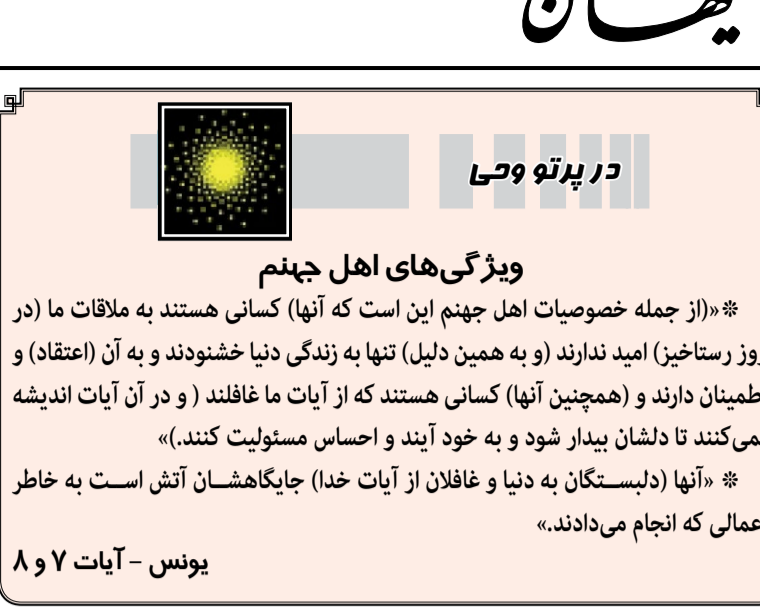 در پرتو وحی
ویژگی‌های اهل جهنم
❊«(از جمله خصوصیات اهل جهنم این است که آنها) کسانی هستند به ملاقات ما (در
روز رستاخیز) امید ندارند (و به همین دلیل) تنها به زندگی دنیا خشنودند و به آن (اعتقاد) و
طمینان دارند و (همچنین آنها) کسانی هستند که از آیات ما غافلند ( و در آن آیات اندیشه
نمی‌کنند تا دلشان بیدار شود و به خود آیند و احساس مسئولیت کنند.)»
❊ «آنها (دلبستگان به دنیا و غافلان از آیات خدا) جایگاهشان آتش است به خاطر
عمالی که انجام می‌دادند.»
یونس – آیات ۷ و ۸